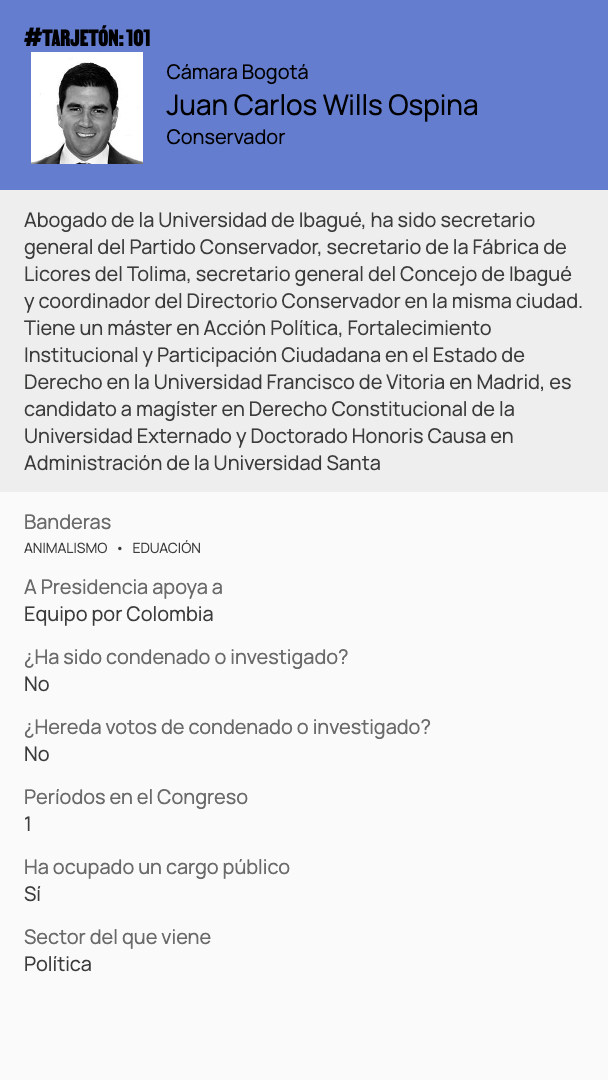 #TARJETÓN: 101
Cámara Bogotá
Juan Carlos Wills Ospina
Conservador
Abogado de la Universidad de Ibagué, ha sido secretario
general del Partido Conservador, secretario de la Fábrica de
Licores del Tolima, secretario general del Concejo de Ibagué
y coordinador del Directorio Conservador en la misma ciudad.
Tiene un máster en Acción Política, Fortalecimiento
Institucional y Participación Ciudadana en el Estado de
Derecho en la Universidad Francisco de Vitoria en Madrid, es
candidato a magíster en Derecho Constitucional de la
Universidad Externado y Doctorado Honoris Causa en
Administración de la Universidad Santa
Banderas
ANIMALISMO • EDUACIÓN
A Presidencia apoya a
Equipo por Colombia
¿Ha sido condenado o investigado?
No
¿Hereda votos de condenado o investigado?
No
Períodos en el Congreso
1
Ha ocupado un cargo público
Sí
Sector del que viene
Política